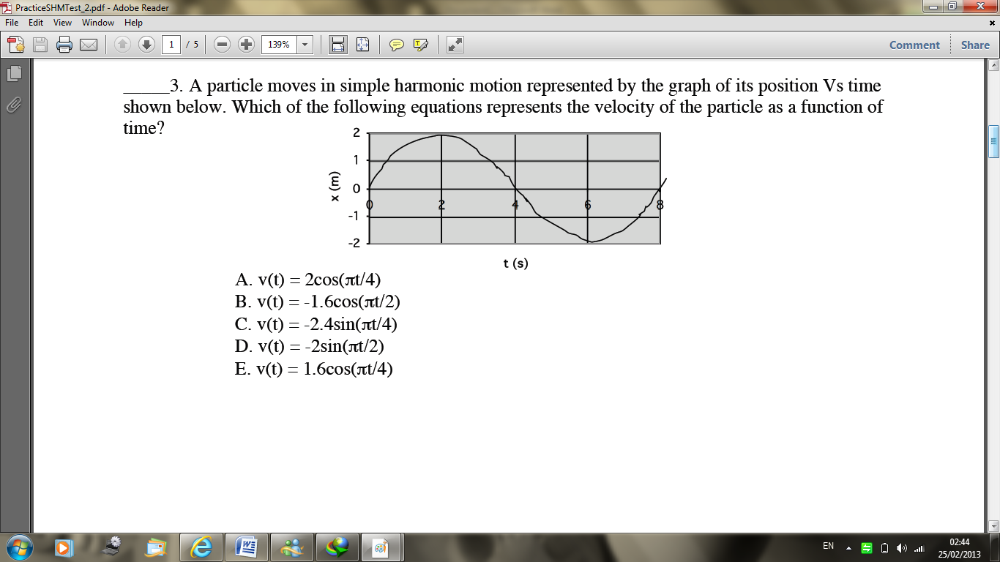 PracticeSHMTest_2.pdf - Adobe Reader
File Edit View Window Help
1 / 5 139% Comment Share
_____3. A particle moves in simple harmonic motion represented by the graph of its position Vs time
shown below. Which of the following equations represents the velocity of the particle as a function of
time?
2
1
0
-1
-2
x (m)
0 2 4 6 8
t (s)
A. v(t) = 2cos(πt/4)
B. v(t) = -1.6cos(πt/2)
C. v(t) = -2.4sin(πt/4)
D. v(t) = -2sin(πt/2)
E. v(t) = 1.6cos(πt/4)
EN
02:44
25/02/2013